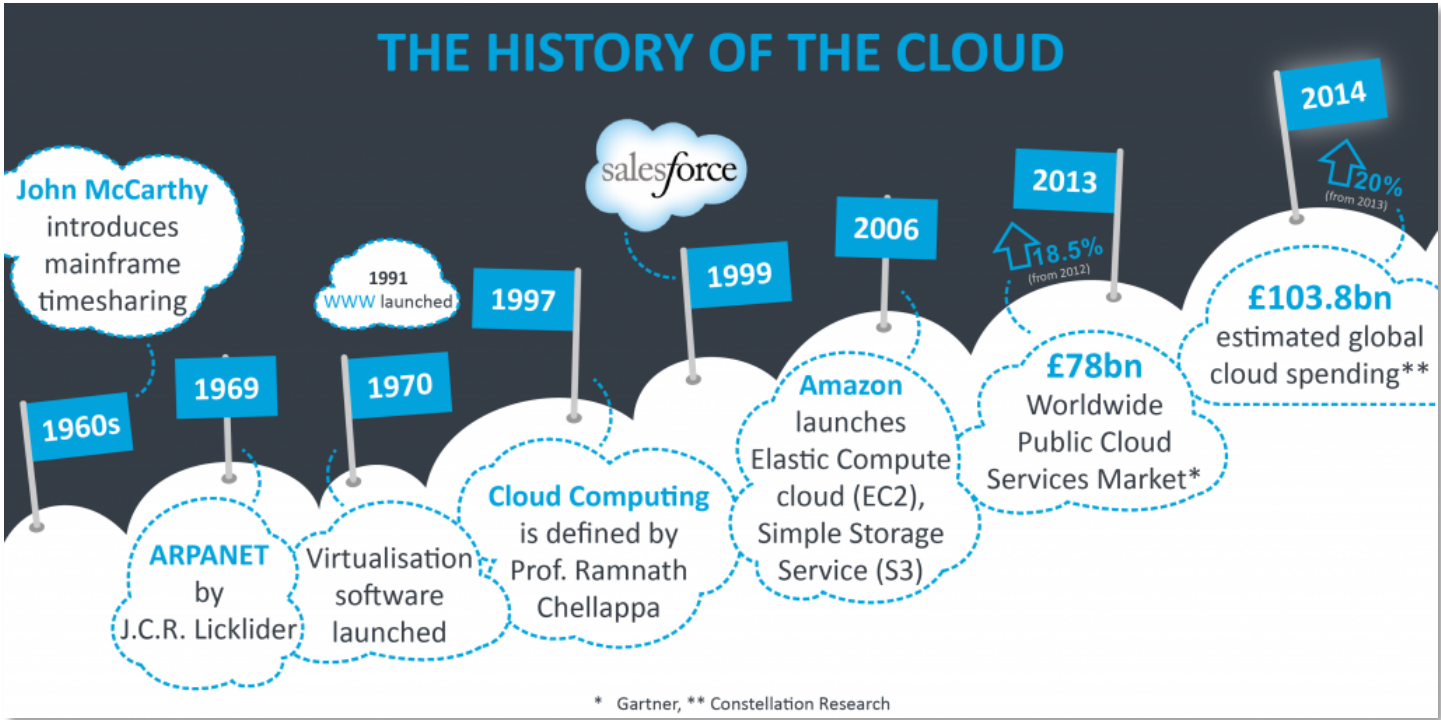 THE HISTORY OF THE CLOUD
John McCarthy
introduces
mainframe
timesharing
1960s
1969
ARPANET
by
J.C.R. Licklider
1970
Virtualisation
software
launched
1991
WWW launched
1997
Cloud Computing
is defined by
Prof. Ramnath
Chellappa
salesforce
1999
2006
Amazon
launches
Elastic Compute
cloud (EC2),
Simple Storage
Service (S3)
2013
18.5%
(from 2012)
£78bn
Worldwide
Public Cloud
Services Market*
2014
20%
(from 2013)
£103.8bn
estimated global
cloud spending**
* Gartner, ** Constellation Research